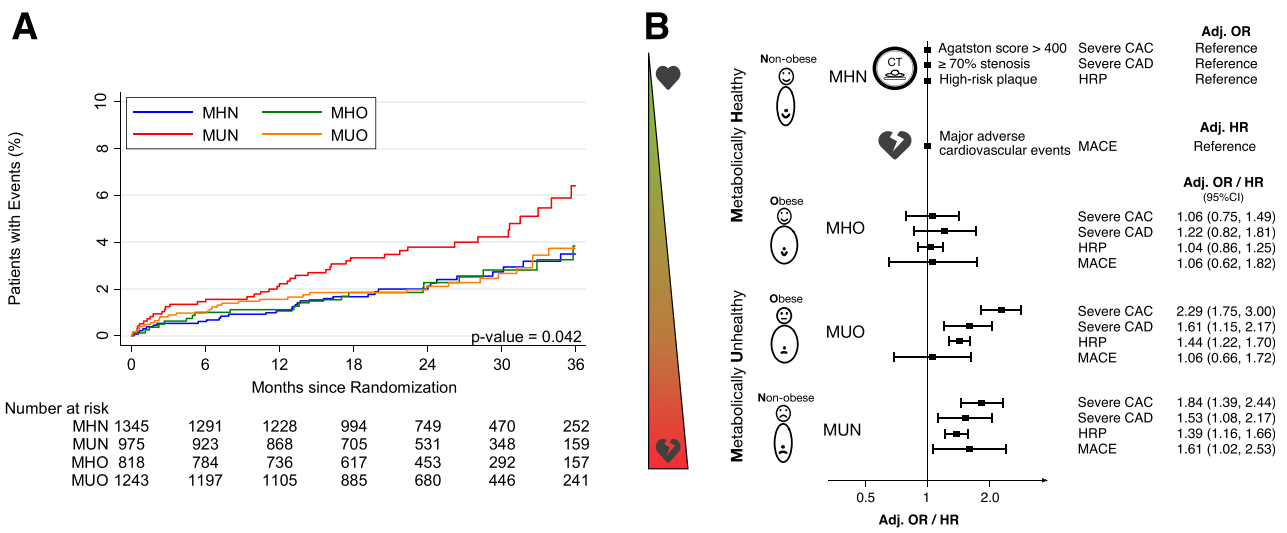 A
Patients with Events (%)
10
8
6
4
2
0
MHN
MHO
MUN
MUO
p-value = 0.042
0 6 12 18 24 30 36
Months since Randomization
Number at risk
MHN 1345 1291 1228 994 749 470 252
MUN 975 923 868 705 531 348 159
MHO 818 784 736 617 453 292 157
MUO 1243 1197 1105 885 680 446 241
B
Metabolically Healthy
Metabolically Unhealthy
Adj. OR
Non-obese
MHN
CT
Agatston score > 400 Severe CAC Reference
≥ 70% stenosis Severe CAD Reference
High-risk plaque HRP Reference
Adj. HR
Major adverse
cardiovascular events MACE Reference
Adj. OR / HR
(95%CI)
Obese
MHO
Severe CAC 1.06 (0.75, 1.49)
Severe CAD 1.22 (0.82, 1.81)
HRP 1.04 (0.86, 1.25)
MACE 1.06 (0.62, 1.82)
Obese
MUO
Severe CAC 2.29 (1.75, 3.00)
Severe CAD 1.61 (1.15, 2.17)
HRP 1.44 (1.22, 1.70)
MACE 1.06 (0.66, 1.72)
Non-obese
MUN
Severe CAC 1.84 (1.39, 2.44)
Severe CAD 1.53 (1.08, 2.17)
HRP 1.39 (1.16, 1.66)
MACE 1.61 (1.02, 2.53)
0.5 1 2.0
Adj. OR / HR